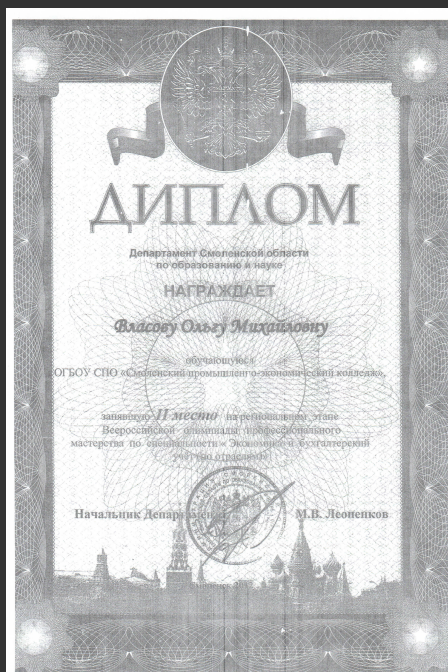 ДИПЛОМ
Департамент Смоленской области
по образованию и науке
НАГРАЖДАЕТ
Власову Ольгу Михайловну
обучающуюся
ОГБОУ СПО «Смоленский промышленно-экономический колледж»,
занявшую II место на региональном этапе
Всероссийской олимпиады профессионального
мастерства по специальности « Экономика и бухгалтерский
учет (по отраслям)»
Начальник Департамента М.В. Леоненков